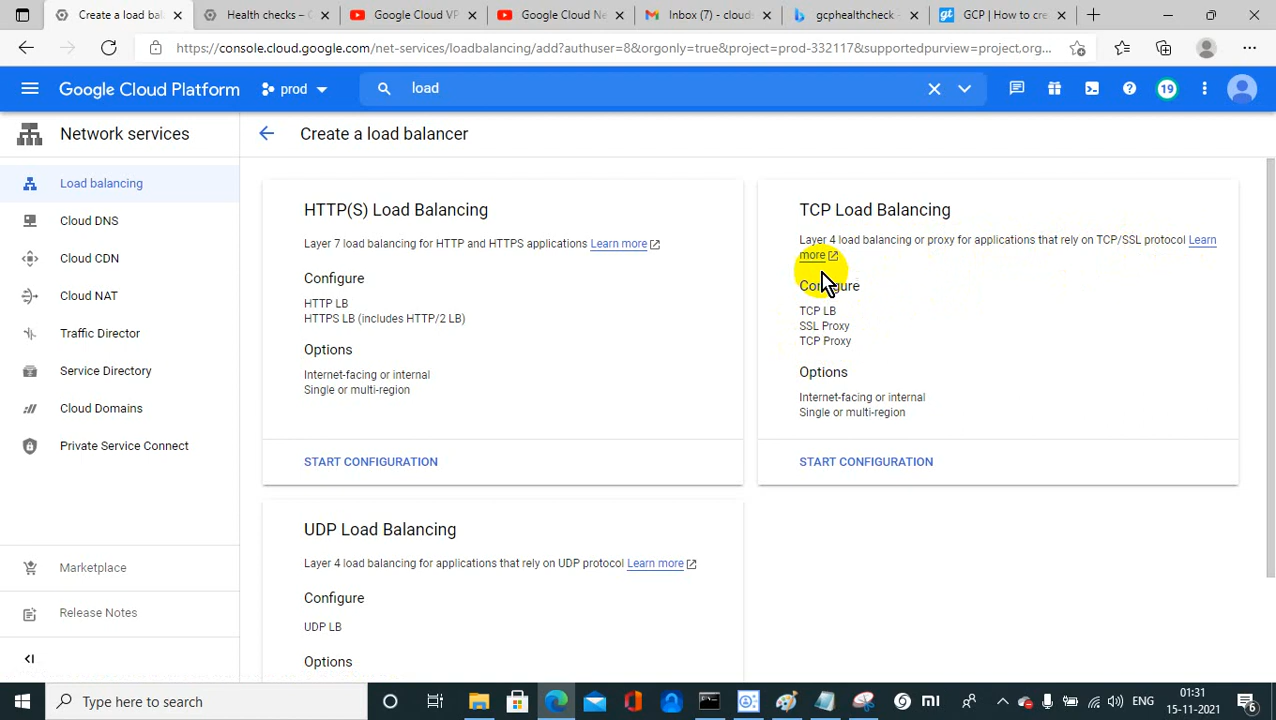 Create a load bala
Health checks –
Google Cloud VP
Google Cloud Ne
Inbox (7) - clouds
gcphealthcheck -
GCP | How to cre
https://console.cloud.google.com/net-services/loadbalancing/add?authuser=8&orgonly=true&project=prod-332117&supportedpurview=project.org...
Google Cloud Platform
prod
load
19
Network services
Create a load balancer
Load balancing
Cloud DNS
Cloud CDN
Cloud NAT
Traffic Director
Service Directory
Cloud Domains
Private Service Connect
Marketplace
Release Notes
HTTP(S) Load Balancing
Layer 7 load balancing for HTTP and HTTPS applications Learn more
Configure
HTTP LB
HTTPS LB (includes HTTP/2 LB)
Options
Internet-facing or internal
Single or multi-region
START CONFIGURATION
TCP Load Balancing
Layer 4 load balancing or proxy for applications that rely on TCP/SSL protocol Learn
more
Configure
TCP LB
SSL Proxy
TCP Proxy
Options
Internet-facing or internal
Single or multi-region
START CONFIGURATION
UDP Load Balancing
Layer 4 load balancing for applications that rely on UDP protocol Learn more
Configure
UDP LB
Options
Type here to search
ENG
01:31
15-11-2021
6